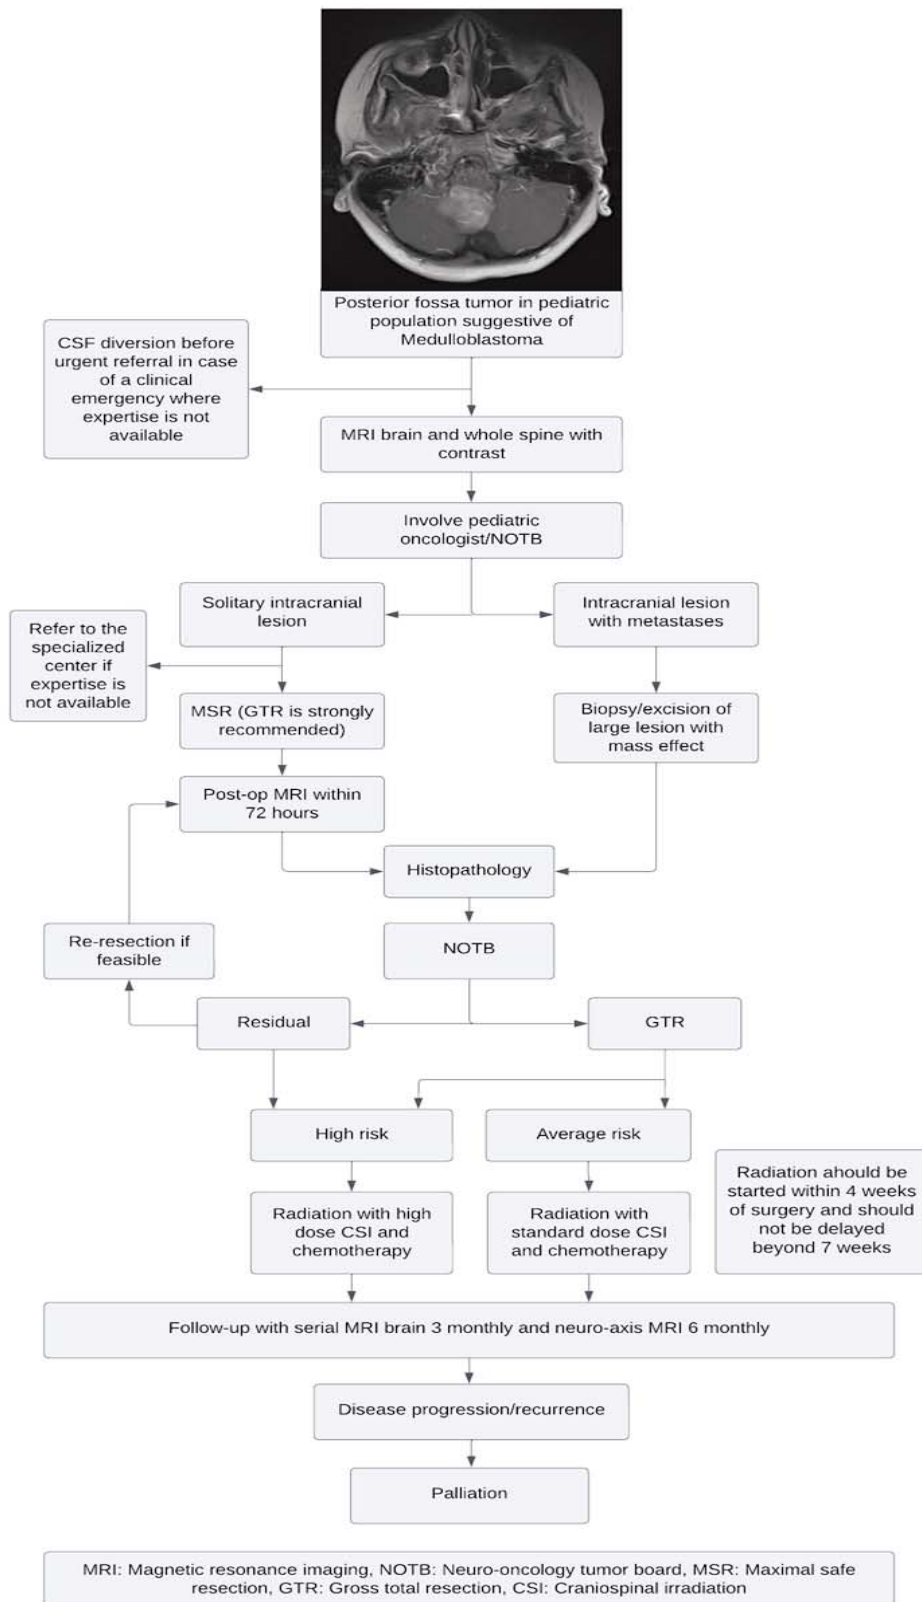 Posterior fossa tumor in pediatric
population suggestive of
Medulloblastoma
CSF diversion before
urgent referral in case
of a clinical
emergency where
expertise is not
available
MRI brain and whole spine with
contrast
Involve pediatric
oncologist/NOTB
Solitary intracranial
lesion
Intracranial lesion
with metastases
Refer to the
specialized
center if
expertise is
not available
MSR (GTR is strongly
recommended)
Biopsy/excision of
large lesion with
mass effect
Post-op MRI within
72 hours
Histopathology
Re-resection if
feasible
NOTB
Residual
GTR
High risk
Average risk
Radiation ahould be
started within 4 weeks
of surgery and should
not be delayed
beyond 7 weeks
Radiation with high
dose CSI and
chemotherapy
Radiation with
standard dose CSI
and chemotherapy
Follow-up with serial MRI brain 3 monthly and neuro-axis MRI 6 monthly
Disease progression/recurrence
Palliation
MRI: Magnetic resonance imaging, NOTB: Neuro-oncology tumor board, MSR: Maximal safe
resection, GTR: Gross total resection, CSI: Craniospinal irradiation